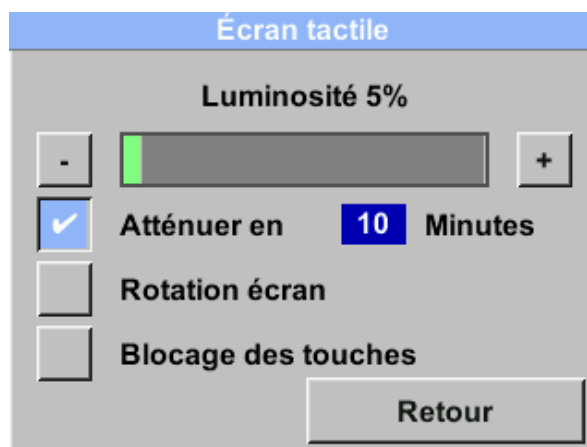 Écran tactile
Luminosité 5%
- +
Atténuer en 10 Minutes
Rotation écran
Blocage des touches
Retour